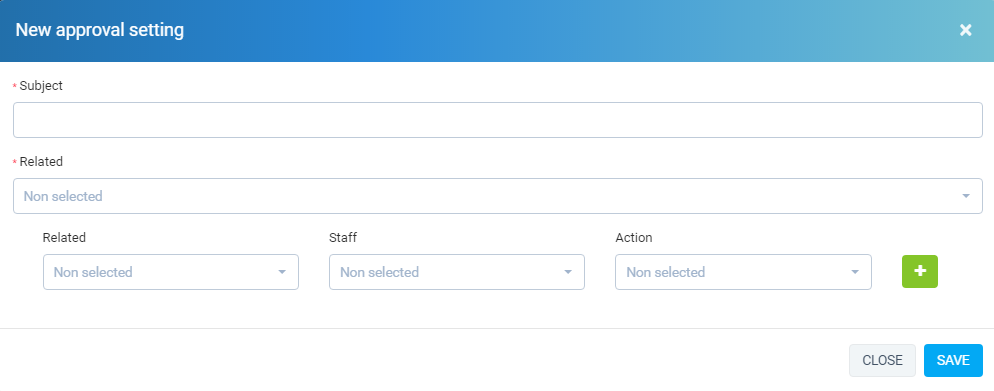 New approval setting ×
* Subject
* Related
Non selected
Related Staff Action
Non selected Non selected Non selected +
CLOSE SAVE